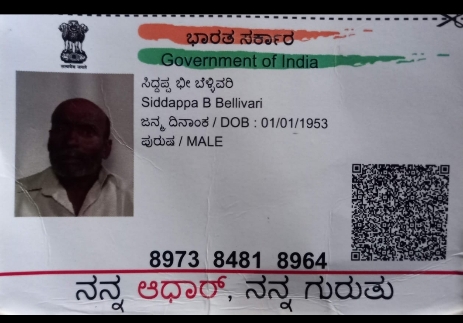 ಭಾರತ ಸರ್ಕಾರ
Government of India
ಸಿದ್ದಪ್ಪ ಭೀ ಬೆಳ್ಳಿವರಿ
Siddappa B Bellivari
ಜನ್ಮ ದಿನಾಂಕ / DOB : 01/01/1953
ಪುರುಷ / MALE
8973 8481 8964
ನನ್ನ ಆಧಾರ್, ನನ್ನ ಗುರುತು